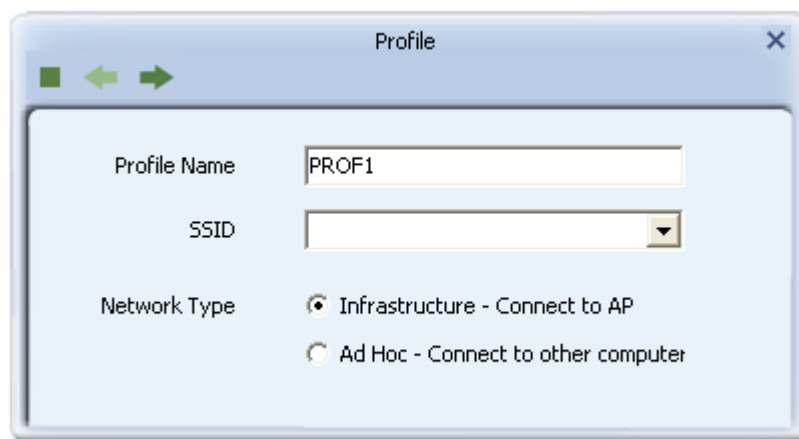 Profile
Profile Name PROF1
SSID
Network Type Infrastructure - Connect to AP
Ad Hoc - Connect to other computer